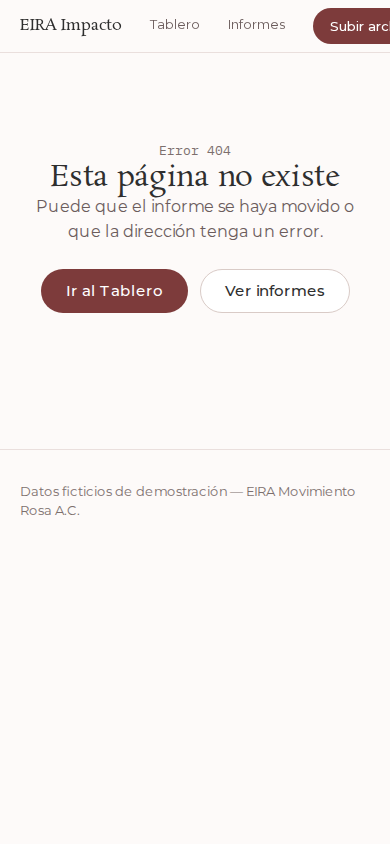 EIRA Impacto Tablero Informes Subir arc
Error 404
Esta página no existe
Puede que el informe se haya movido o
que la dirección tenga un error.
Ir al Tablero Ver informes
Datos ficticios de demostración — EIRA Movimiento
Rosa A.C.